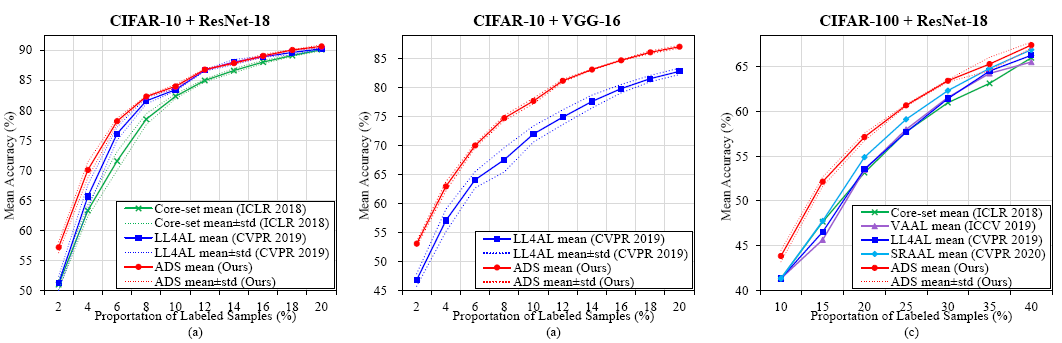 CIFAR-10 + ResNet-18
Mean Accuracy (%)
90
85
80
75
70
65
60
55
50
Core-set mean (ICLR 2018)
Core-set mean±std (ICLR 2018)
LL4AL mean (CVPR 2019)
LL4AL mean±std (CVPR 2019)
ADS mean (Ours)
ADS mean±std (Ours)
2 4 6 8 10 12 14 16 18 20
Proportation of Labeled Samples (%)
(a)
CIFAR-10 + VGG-16
Mean Accuracy (%)
85
80
75
70
65
60
55
50
45
LL4AL mean (CVPR 2019)
LL4AL mean±std (CVPR 2019)
ADS mean (Ours)
ADS mean±std (Ours)
2 4 6 8 10 12 14 16 18 20
Proportation of Labeled Samples (%)
(a)
CIFAR-100 + ResNet-18
Mean Accuracy (%)
65
60
55
50
45
40
Core-set mean (ICLR 2018)
VAAL mean (ICCV 2019)
LL4AL mean (CVPR 2019)
SRAAL mean (CVPR 2020)
ADS mean (Ours)
ADS mean±std (Ours)
10 15 20 25 30 35 40
Proportation of Labeled Samples (%)
(c)